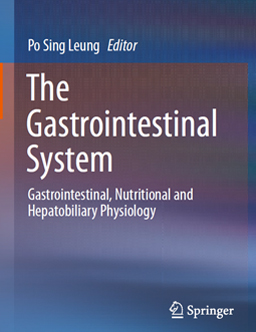 Po Sing Leung Editor
The
Gastrointestinal
System
Gastrointestinal, Nutritional and
Hepatobiliary Physiology
Springer